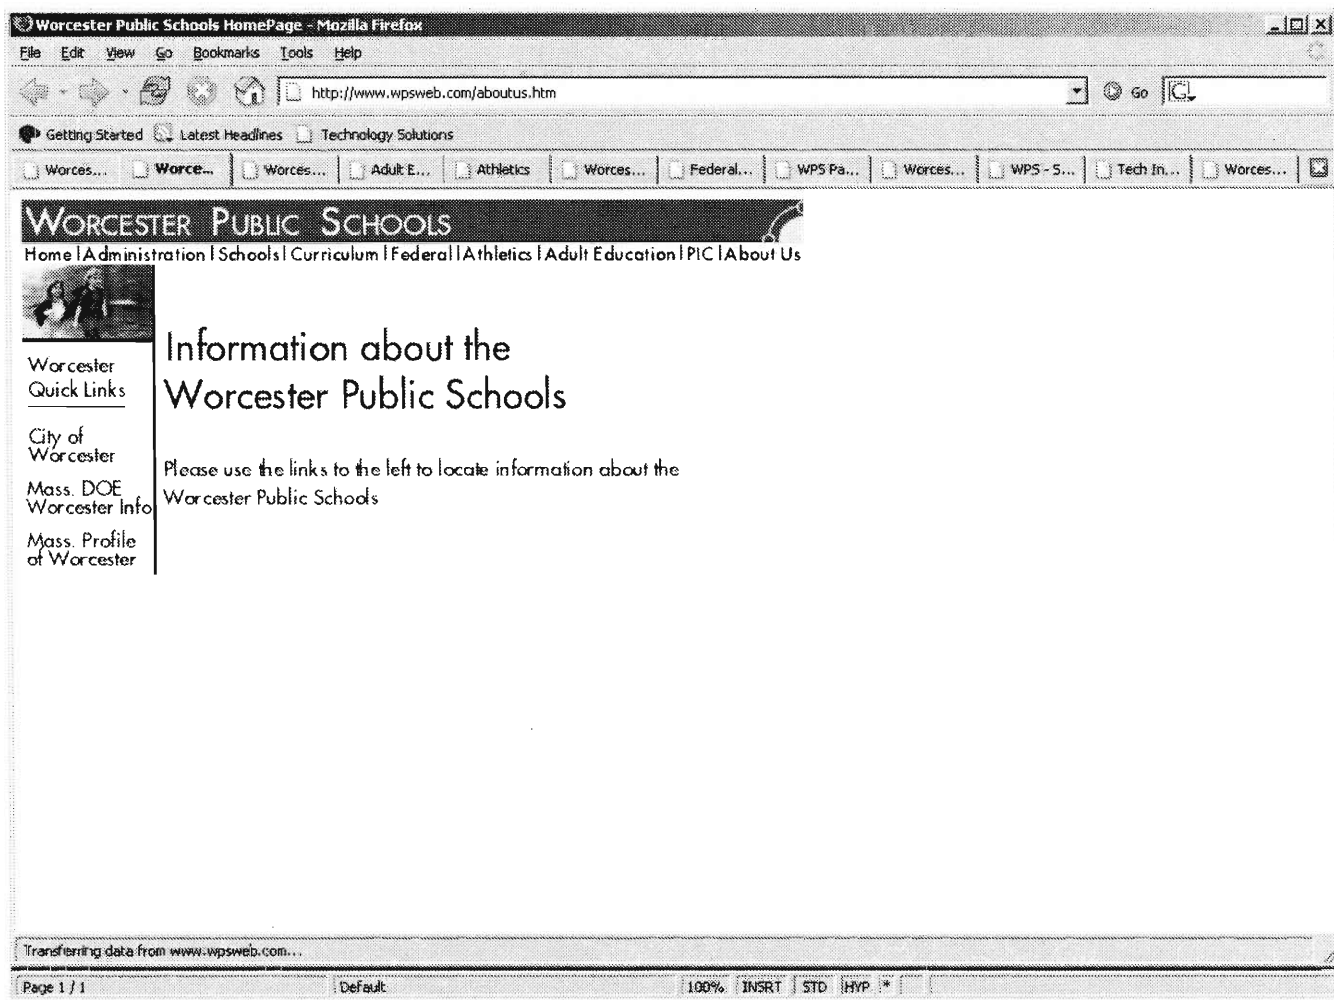 Worcester Public Schools HomePage - Mozilla Firefox
File Edit View Go Bookmarks Tools Help
http://www.wpsweb.com/aboutus.htm Go G
Getting Started Latest Headlines Technology Solutions
Worces... Worce... Worces... Adult E... Athletics Worces... Federal... WPS Pa... Worces... WPS - S... Tech In... Worces...
WORCESTER PUBLIC SCHOOLS
Home | Administration | Schools | Curriculum | Federal | Athletics | Adult Education | PIC | About Us
Information about the
Worcester Public Schools
Please use the links to the left to locate information about the
Worcester Public Schools
Worcester
Quick Links
City of
Worcester
Mass. DOE
Worcester Info
Mass. Profile
of Worcester
Transferring data from www.wpsweb.com...
Page 1 / 1 Default 100% INSRT STD HYP *